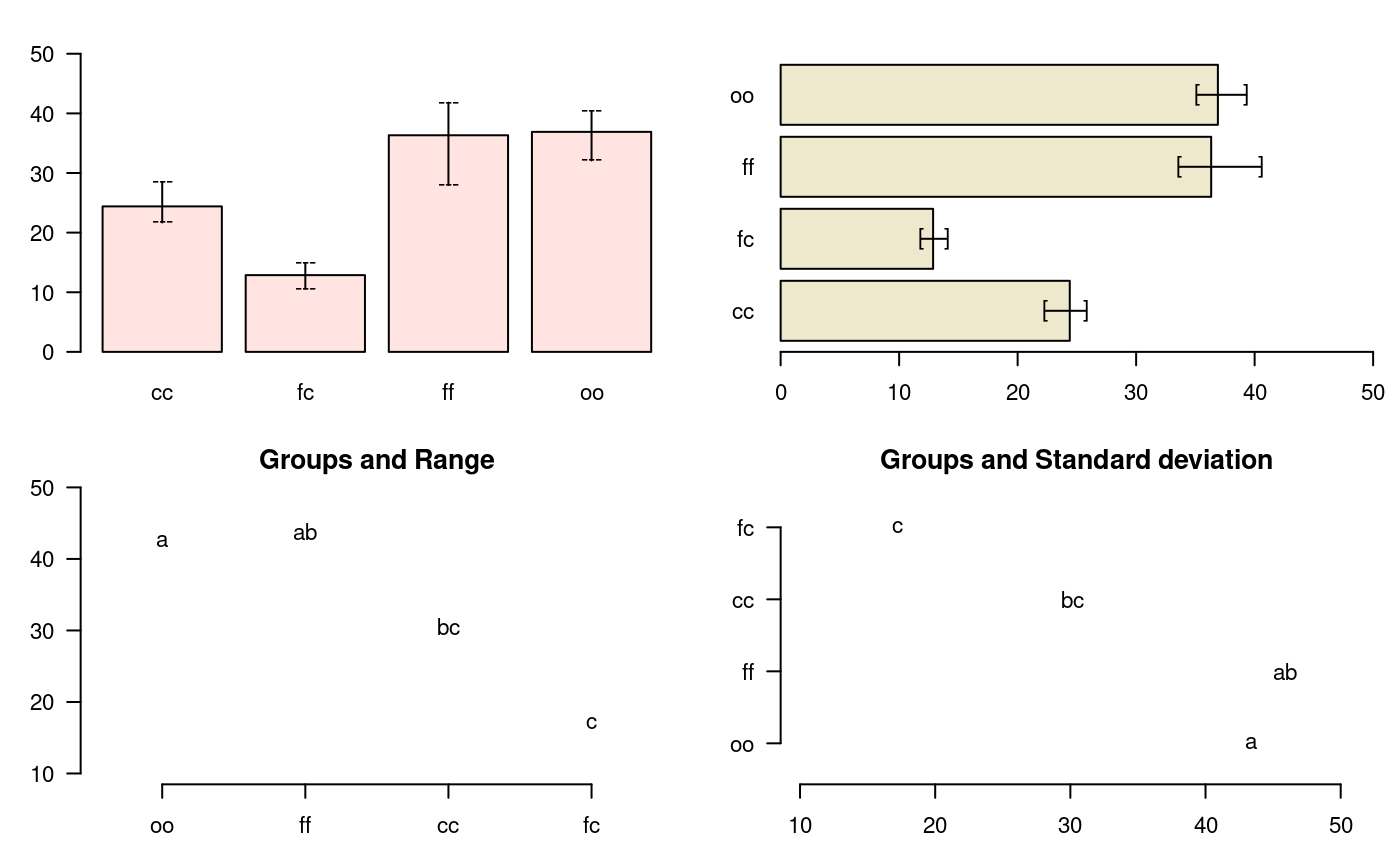 50
40
30
20
10
0
cc fc ff oo
oo
ff
fc
cc
0 10 20 30 40 50
Groups and Range
50
40
30
20
10
a
ab
bc
c
oo ff cc fc
Groups and Standard deviation
fc
cc
ff
oo
c
bc
ab
a
10 20 30 40 50